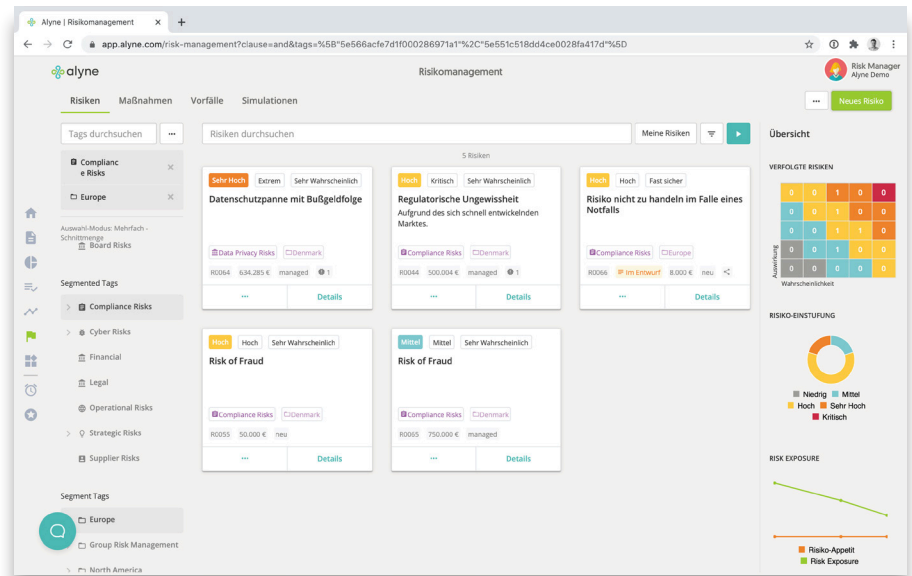 Alyne | Risikomanagement
app.alyne.com/risk-management?clause=and&tags=%5B"5e566acfe7d1f000286971a1"%2C"5e551c518dd4ce0028fa417d"%5D
alyne
Risikomanagement
Risk Manager
Alyne Demo
Risiken Maßnahmen Vorfälle Simulationen
... Neues Risiko
Tags durchsuchen ...
Risiken durchsuchen
Meine Risiken
Übersicht
5 Risiken
Complianc
e Risks
Europe
Auswahl-Modus: Mehrfach -
Schnittmenge
Board Risks
Segmented Tags
Compliance Risks
Cyber Risks
Financial
Legal
Operational Risks
Strategic Risks
Supplier Risks
Segment Tags
Europe
Group Risk Management
North America
Sehr Hoch Extrem Sehr Wahrscheinlich
Datenschutzpanne mit Bußgeldfolge
Data Privacy Risks Denmark
R0064 634.285 € managed 1
... Details
Hoch Kritisch Sehr Wahrscheinlich
Regulatorische Ungewissheit
Aufgrund des sich schnell entwickelnden
Marktes.
Compliance Risks Denmark
R0044 500.004 € managed 1
... Details
Hoch Hoch Fast sicher
Risiko nicht zu handeln im Falle eines
Notfalls
Compliance Risks Europe
R0066 Im Entwurf 8.000 € neu
... Details
Hoch Hoch Sehr Wahrscheinlich
Risk of Fraud
Compliance Risks Denmark
R0055 50.000 € neu
... Details
Mittel Mittel Sehr Wahrscheinlich
Risk of Fraud
Compliance Risks Denmark
R0065 750.000 € managed
... Details
VERFOLGTE RISIKEN
0 0 1 0 0
0 0 1 0 0
0 0 1 1 0
0 0 1 0 0
0 0 0 0 0
Auswirkung
Wahrscheinlichkeit
RISIKO-EINSTUFUNG
Niedrig Mittel
Hoch Sehr Hoch
Kritisch
RISK EXPOSURE
Risiko-Appetit
Risk Exposure